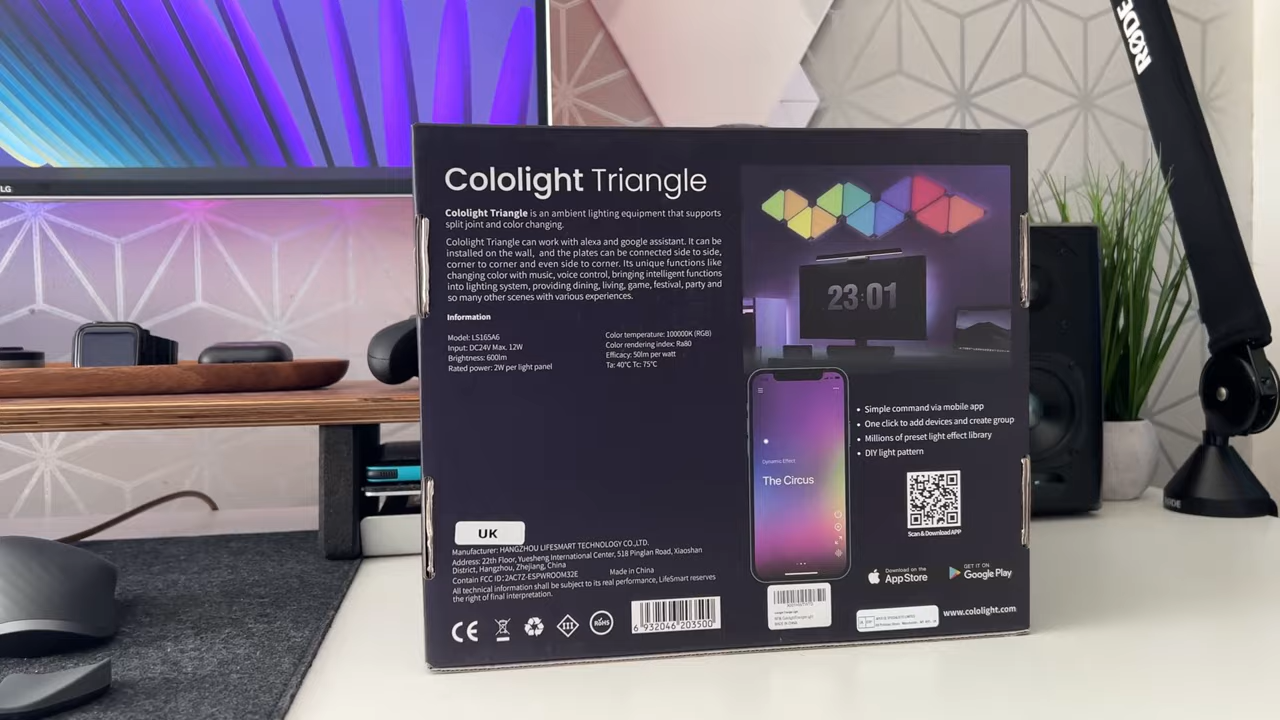 LG
RØDE
Cololight Triangle
Cololight Triangle is an ambient lighting equipment that supports
split joint and color changing.
Cololight Triangle can work with alexa and google assistant. It can be
installed on the wall, and the plates can be connected side to side,
corner to corner and even side to corner. Its unique functions like
changing color with music, voice control, bringing intelligent functions
into lighting system, providing dining, living, game, festival, party and
so many other scenes with various experiences.
Information
Model: LS165A6
Input: DC24V Max. 12W
Brightness: 600lm
Rated power: 2W per light panel
Color temperature: 100000K (RGB)
Color rendering index: Ra80
Efficacy: 50lm per watt
Ta: 40°C Tc: 75°C
23:01
Dynamic Effect
The Circus
• Simple command via mobile app
• One click to add devices and create group
• Millions of preset light effect library
• DIY light pattern
Scan & Download APP
Download on the
App Store
GET IT ON
Google Play
www.cololight.com
UK
Manufacturer: HANGZHOU LIFESMART TECHNOLOGY CO.,LTD.
Address: 22th Floor, Yuesheng International Center, 518 Pinglan Road, Xiaoshan
District, Hangzhou, Zhejiang, China
Contain FCC ID:2AC7Z-ESPWROOM32E Made in China
All technical information shall be subject to its real performance, LifeSmart reserves
the right of final interpretation.
CE
III
RoHS
6 932046 203500